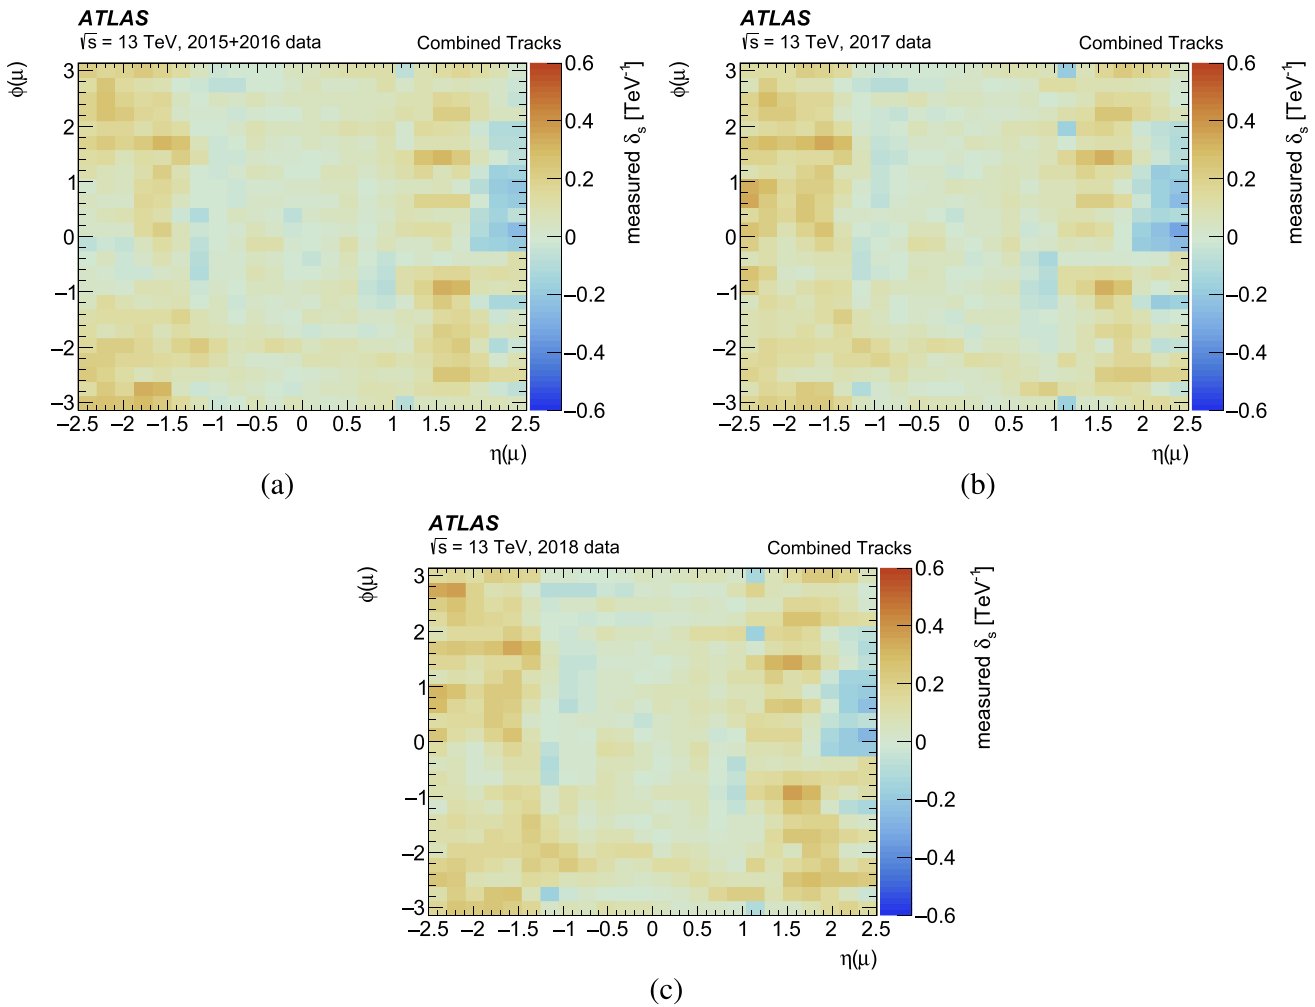 ATLAS
√s = 13 TeV, 2015+2016 data Combined Tracks
ϕ(μ)
3
2
1
0
−1
−2
−3
−2.5 −2 −1.5 −1 −0.5 0 0.5 1 1.5 2 2.5
η(μ)
0.6
0.4
0.2
0
−0.2
−0.4
−0.6
measured δs [TeV⁻¹]
(a)
ATLAS
√s = 13 TeV, 2017 data Combined Tracks
ϕ(μ)
3
2
1
0
−1
−2
−3
−2.5 −2 −1.5 −1 −0.5 0 0.5 1 1.5 2 2.5
η(μ)
0.6
0.4
0.2
0
−0.2
−0.4
−0.6
measured δs [TeV⁻¹]
(b)
ATLAS
√s = 13 TeV, 2018 data Combined Tracks
ϕ(μ)
3
2
1
0
−1
−2
−3
−2.5 −2 −1.5 −1 −0.5 0 0.5 1 1.5 2 2.5
η(μ)
0.6
0.4
0.2
0
−0.2
−0.4
−0.6
measured δs [TeV⁻¹]
(c)